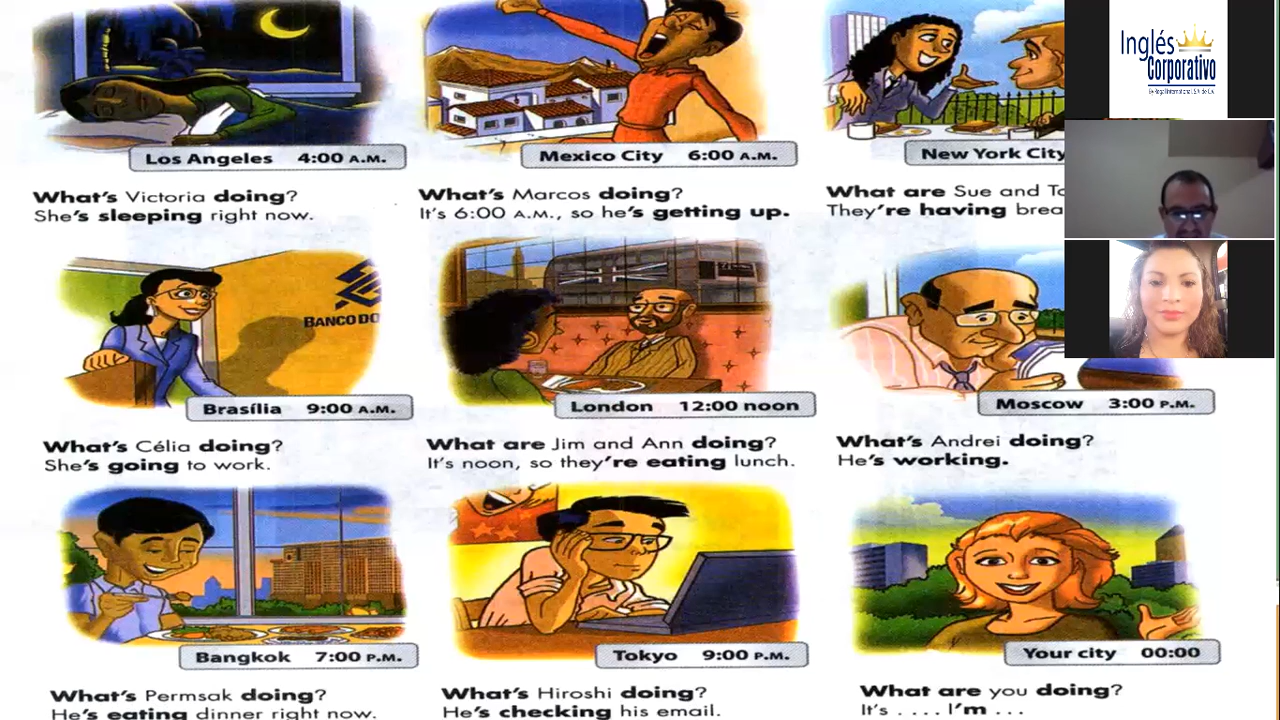 Los Angeles 4:00 A.M.
Mexico City 6:00 A.M.
New York City
What's Victoria doing?
She's sleeping right now.
What's Marcos doing?
It's 6:00 A.M., so he's getting up.
What are Sue and
They're having
BANCO DO
Brasília 9:00 A.M.
London 12:00 noon
Moscow 3:00 P.M.
What's Célia doing?
She's going to work.
What are Jim and Ann doing?
It's noon, so they're eating lunch.
What's Andrei doing?
He's working.
Bangkok 7:00 P.M.
Tokyo 9:00 P.M.
Your city 00:00
What's Permsak doing?
He's eating dinner right now.
What's Hiroshi doing?
He's checking his email.
What are you doing?
It's .... I'm ...
Inglés
Corporativo